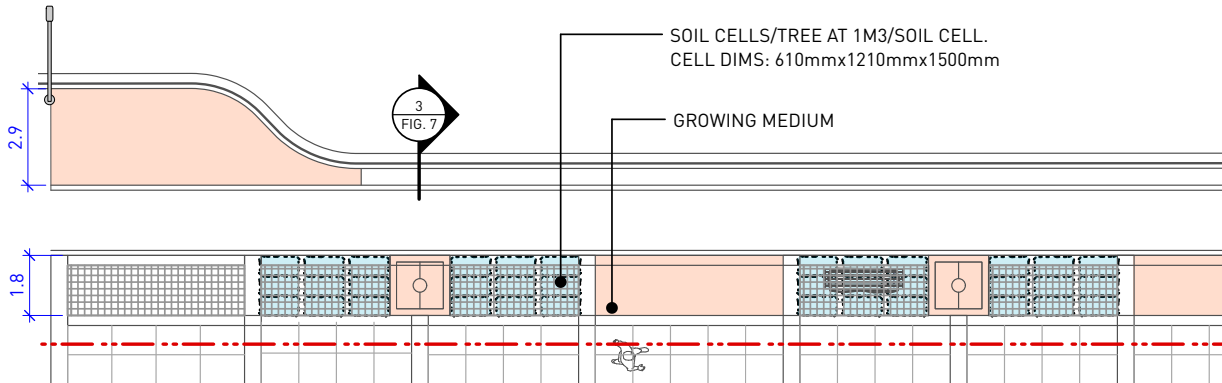 SOIL CELLS/TREE AT 1M3/SOIL CELL.
CELL DIMS: 610mmx1210mmx1500mm
3
FIG. 7
GROWING MEDIUM
2.9
1.8